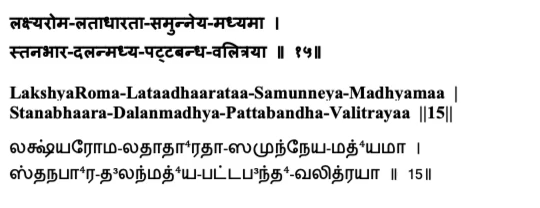 लक्ष्यरोम-लताधारता-समुन्नेय-मध्यमा ।
स्तनभार-दलन्मध्य-पट्टबन्ध-वलित्रया ॥ १५॥
LakshyaRoma-Lataadhaarataa-Samunneya-Madhyamaa |
Stanabhaara-Dalanmadhya-Pattabandha-Valitrayaa ||15||
லக்ஷ்யரோம-லதாதா⁴ரதா-ஸமுந்நேய-மத்⁴யமா ।
ஸ்தநபா⁴ர-த³லந்மத்⁴ய-பட்டப³ந்த⁴-வலித்ரயா ॥ 15॥